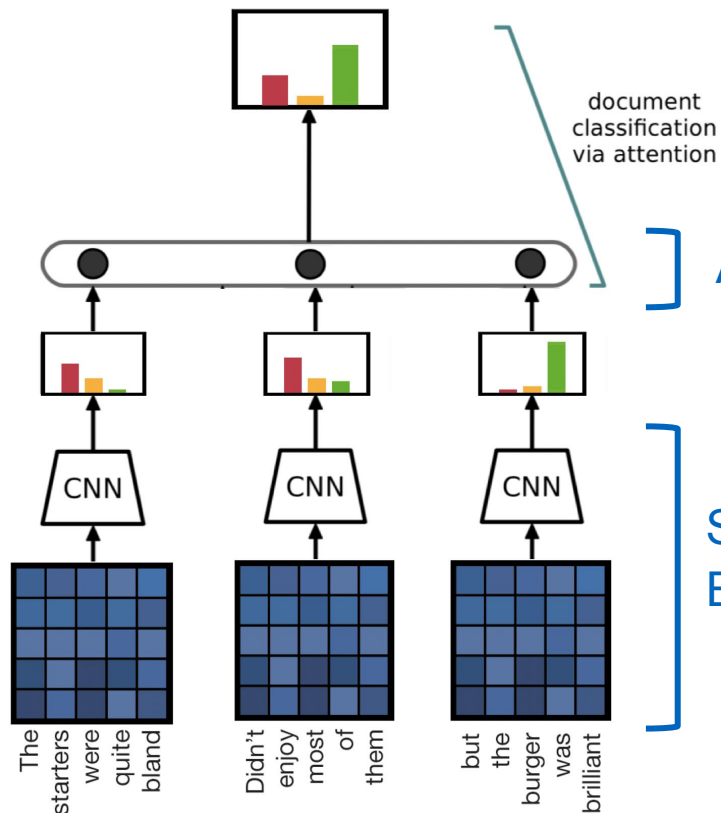 document
classification
via attention
A
CNN
CNN
CNN
S
E
The
starters
were
quite
bland
Didn't
enjoy
most
of
them
but
the
burger
was
brilliant